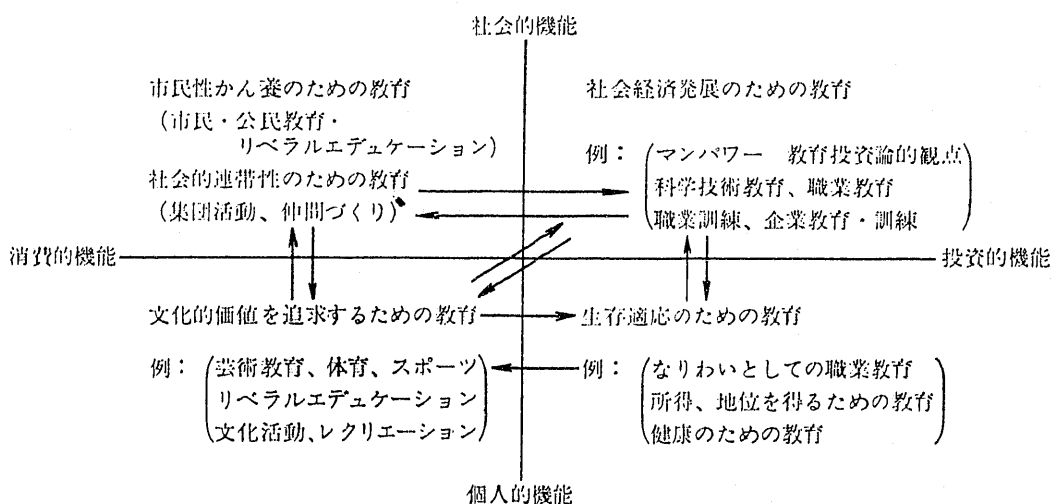 社会的機能
市民性かん養のための教育
(市民・公民教育・
リベラルエデュケーション)
社会的連帯性のための教育
(集団活動、仲間づくり)
社会経済発展のための教育
例：(マンパワー　教育投資論的観点
科学技術教育、職業教育
職業訓練、企業教育・訓練)
消費的機能
投資的機能
文化的価値を追求するための教育
例：(芸術教育、体育、スポーツ
リベラルエデュケーション
文化活動、レクリエーション)
生存適応のための教育
例：(なりわいとしての職業教育
所得、地位を得るための教育
健康のための教育)
個人的機能